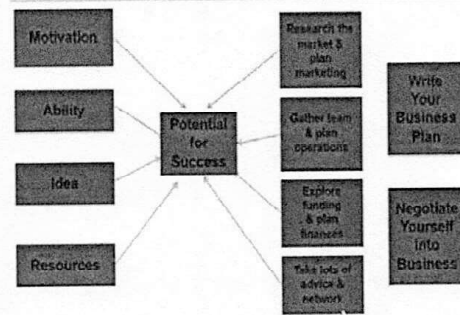 Motivation
Ability
Idea
Resources
Potential
for
Success
Research the
market &
plan
marketing
Gather team
& plan
operations
Explore
funding
& plan
finances
Take lots of
advice &
network
Write
Your
Business
Plan
Negotiate
Yourself
into
Business